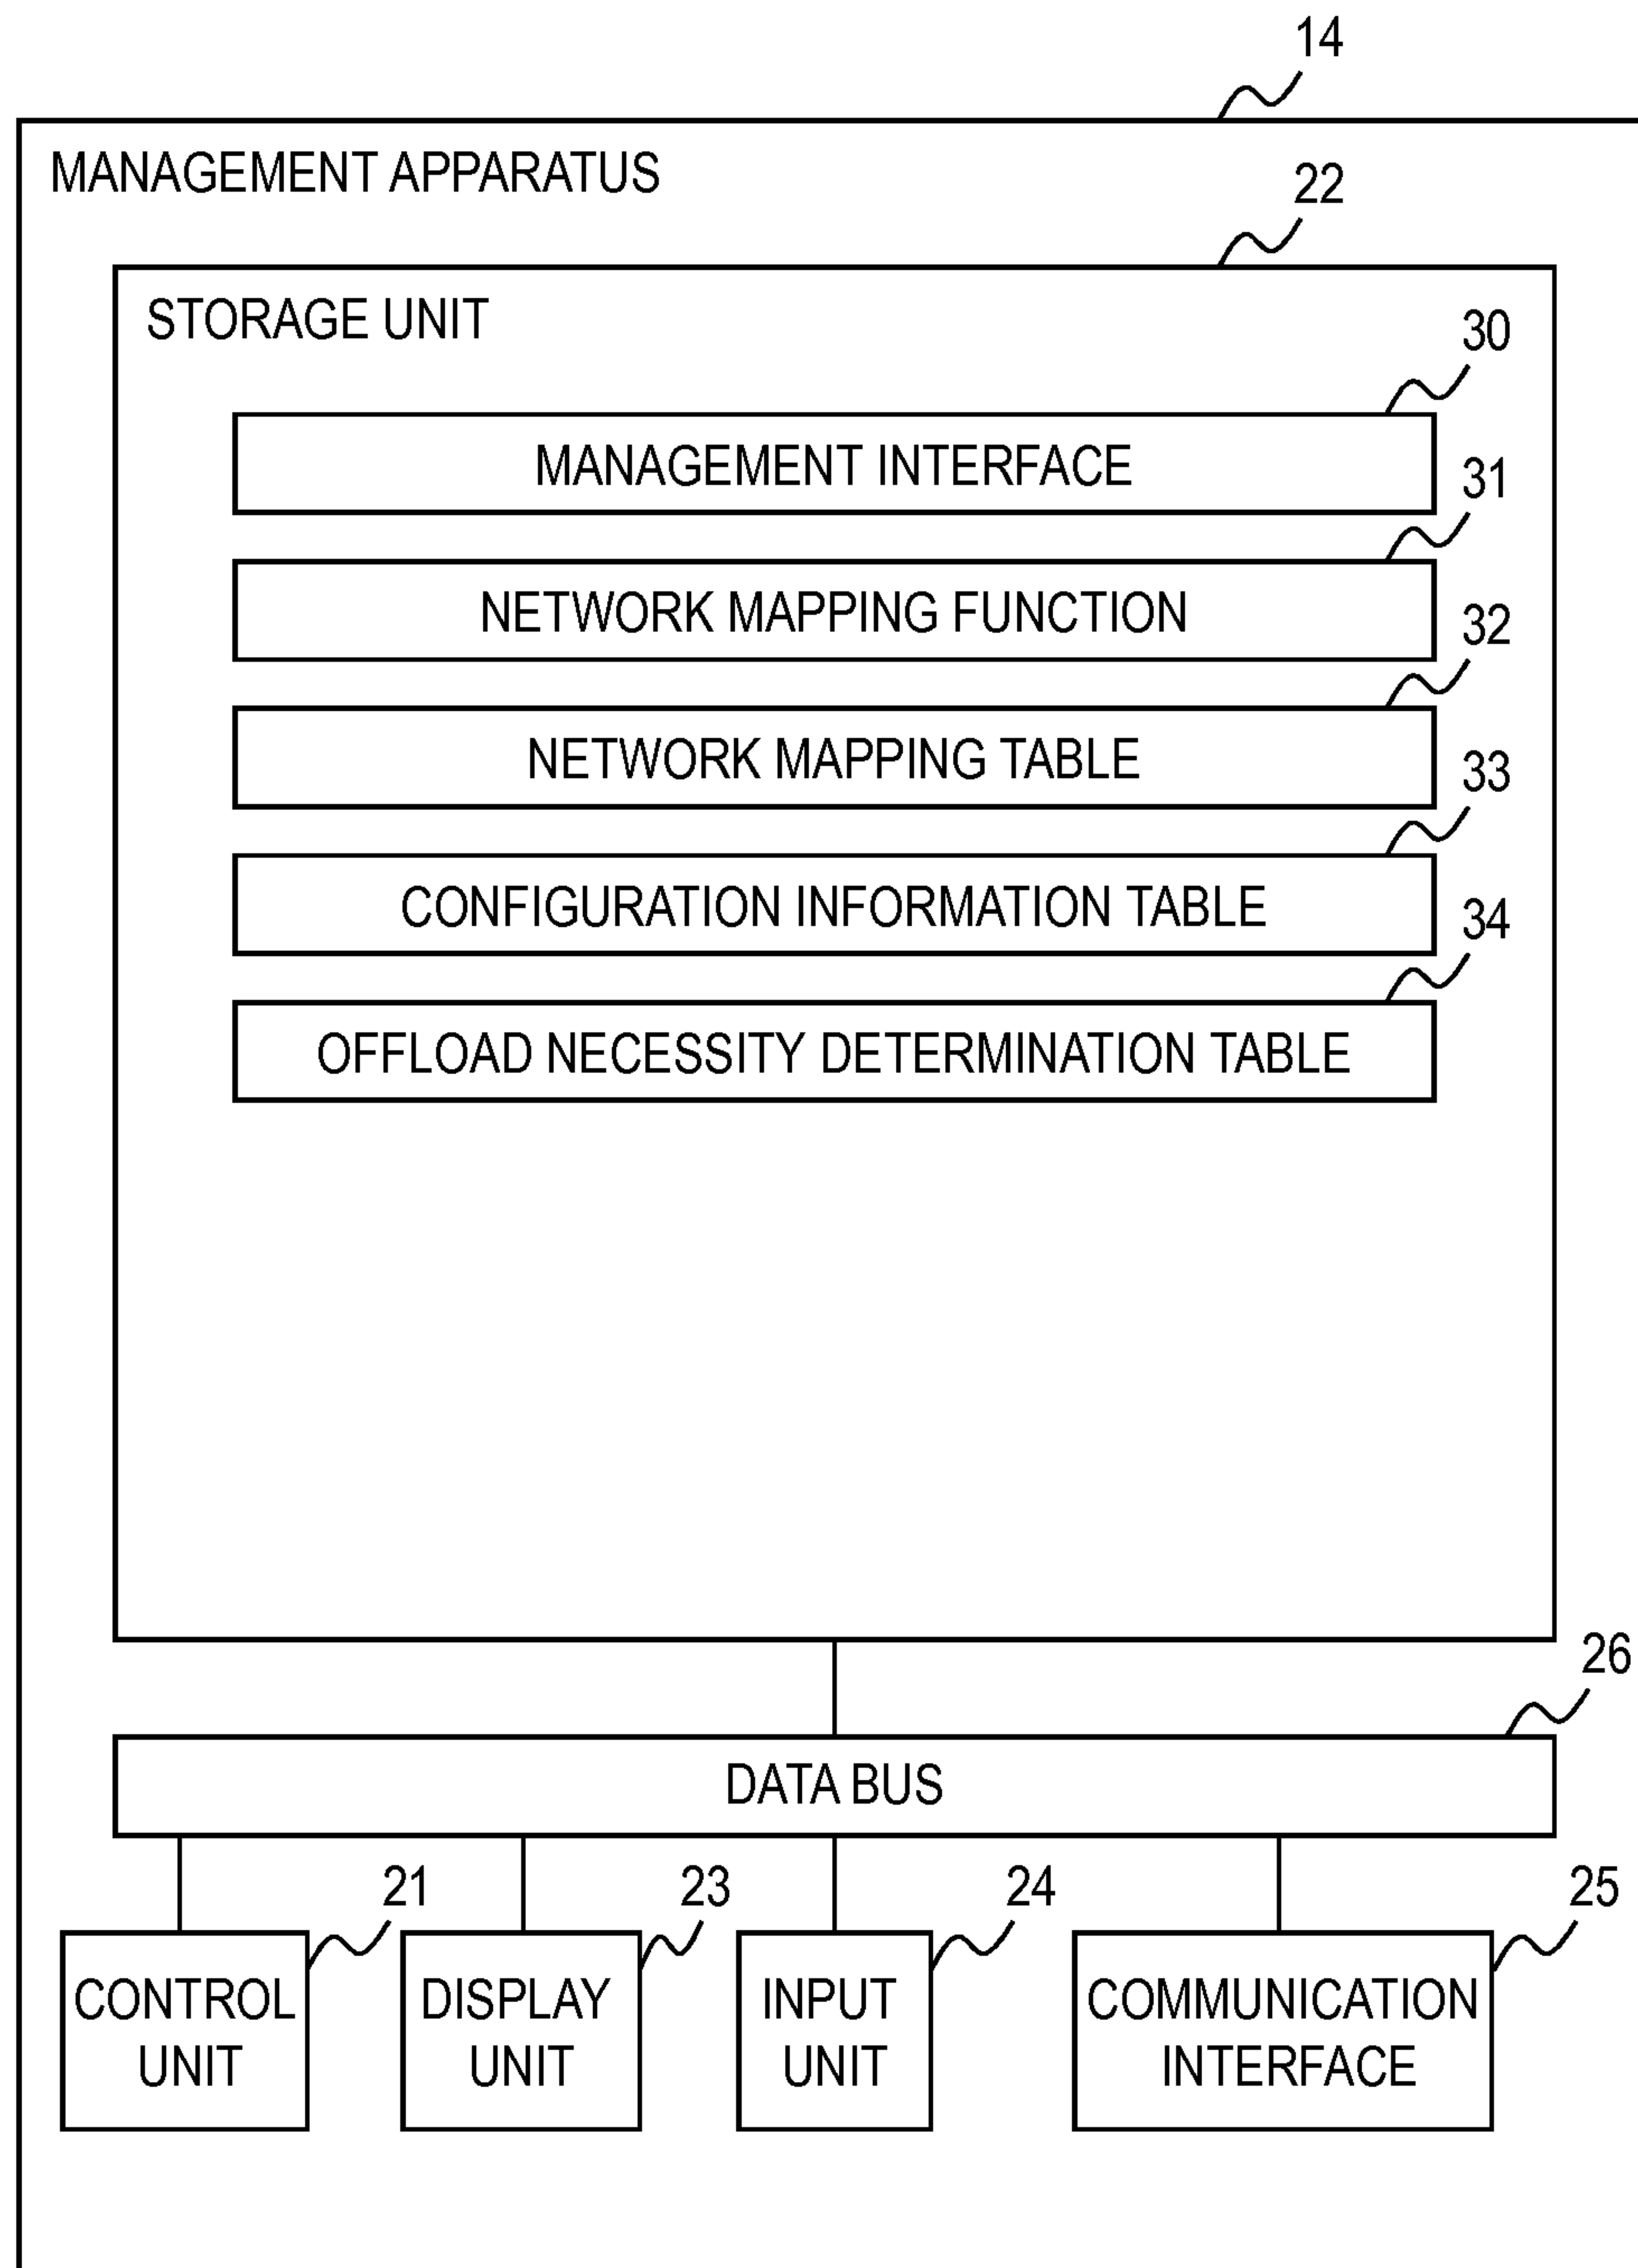 14
MANAGEMENT APPARATUS
22
STORAGE UNIT
30
MANAGEMENT INTERFACE
31
NETWORK MAPPING FUNCTION
32
NETWORK MAPPING TABLE
33
CONFIGURATION INFORMATION TABLE
34
OFFLOAD NECESSITY DETERMINATION TABLE
26
DATA BUS
21
23
24
25
CONTROL
UNIT
DISPLAY
UNIT
INPUT
UNIT
COMMUNICATION
INTERFACE